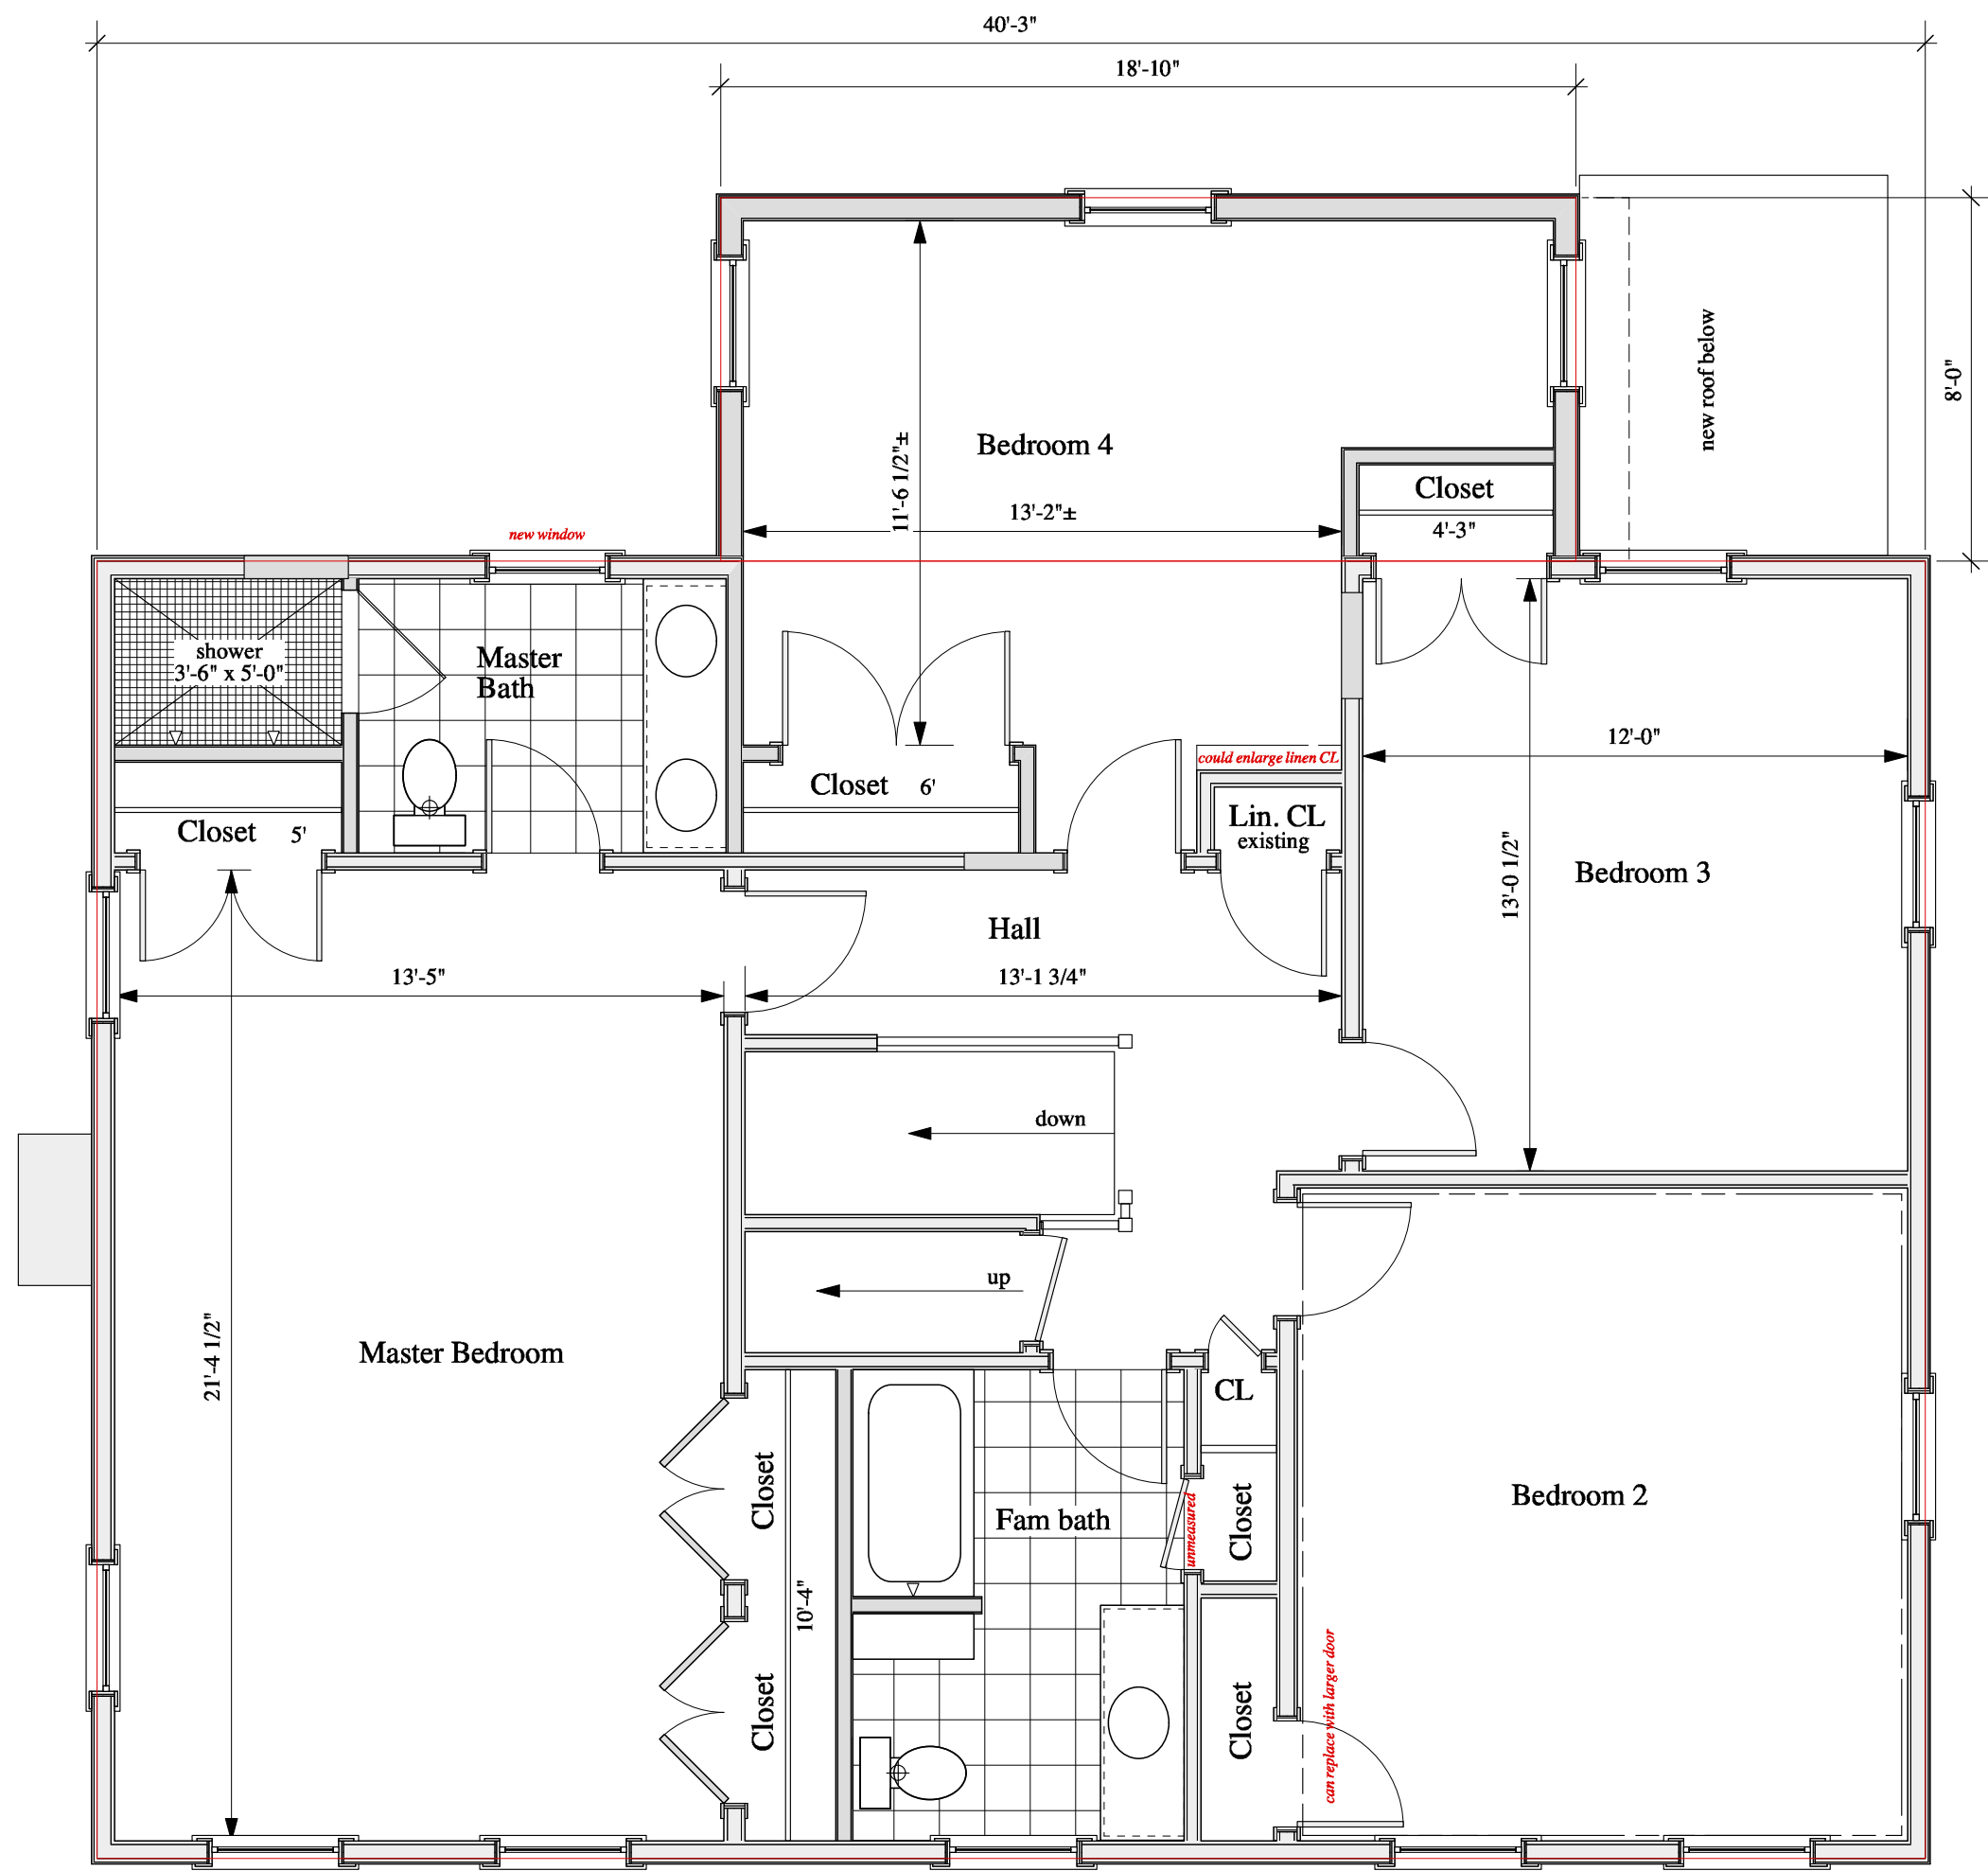 40'-3"
18'-10"
new roof below
8'-0"
Bedroom 4
11'-6 1/2"±
13'-2"±
Closet
4'-3"
new window
shower
3'-6" x 5'-0"
Master
Bath
12'-0"
could enlarge linen CL
Closet 6'
Lin. CL
existing
Closet 5'
Bedroom 3
13'-0 1/2"
Hall
13'-5"
13'-1 3/4"
down
up
Master Bedroom
21'-4 1/2"
CL
Closet
Closet
unmeasured
Bedroom 2
Fam bath
10'-4"
Closet
Closet
can replace with larger door